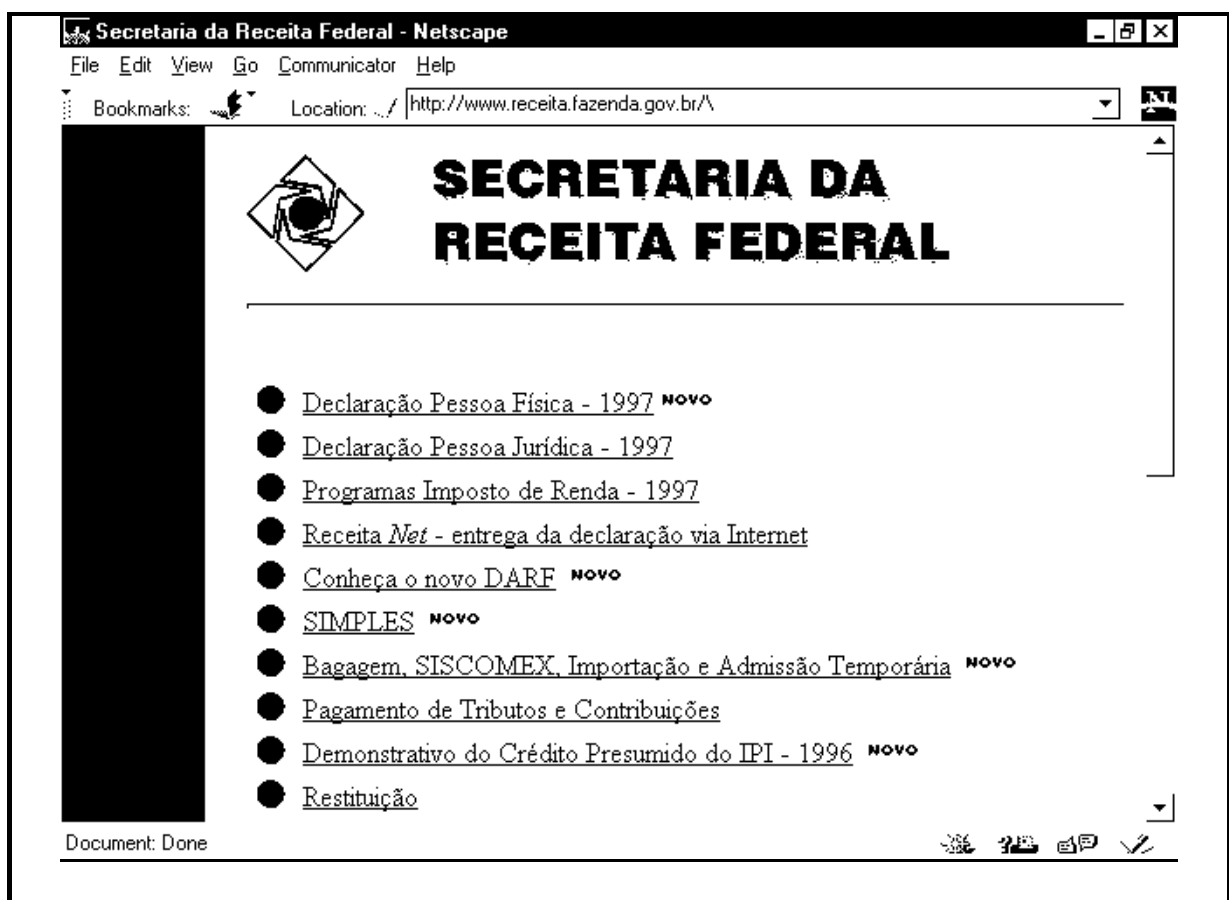 Secretaria da Receita Federal - Netscape
File Edit View Go Communicator Help
Bookmarks: Location: http://www.receita.fazenda.gov.br/\
N
SECRETARIA DA
RECEITA FEDERAL
Declaração Pessoa Física - 1997 NOVO
Declaração Pessoa Jurídica - 1997
Programas Imposto de Renda - 1997
Receita Net - entrega da declaração via Internet
Conheça o novo DARF NOVO
SIMPLES NOVO
Bagagem, SISCOMEX, Importação e Admissão Temporária NOVO
Pagamento de Tributos e Contribuições
Demonstrativo do Crédito Presumido do IPI - 1996 NOVO
Restituição
Document: Done